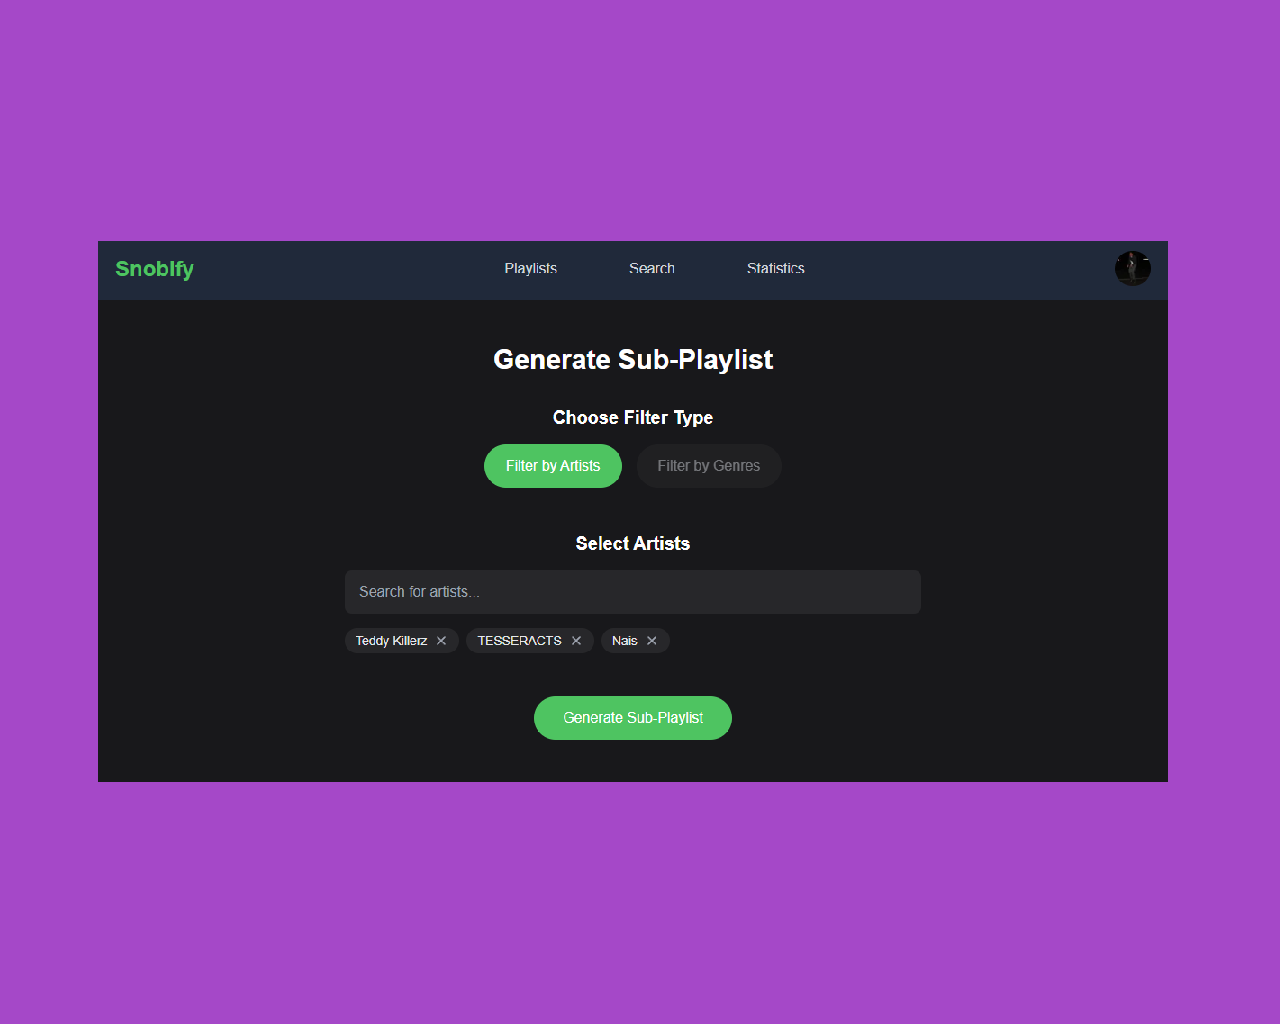 Snobify
Playlists
Search
Statistics
Generate Sub-Playlist
Choose Filter Type
Filter by Artists
Filter by Genres
Select Artists
Search for artists...
Teddy Killerz
TESSERACTS
Nais
Generate Sub-Playlist